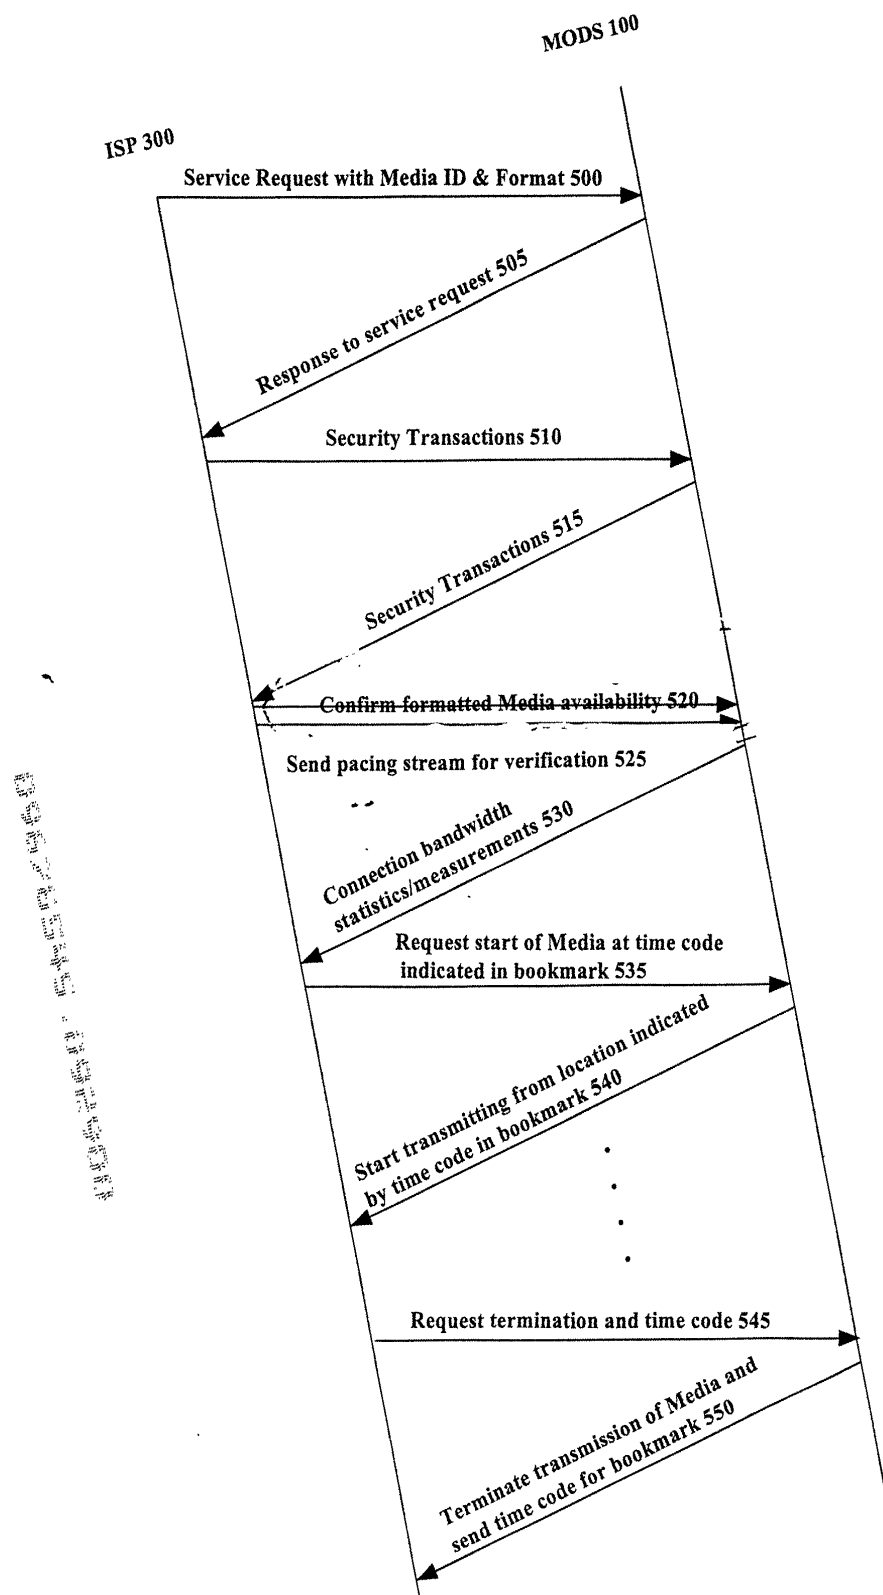 MODS 100
ISP 300
Service Request with Media ID & Format 500
Response to service request 505
Security Transactions 510
Security Transactions 515
Confirm formatted Media availability 520
Send pacing stream for verification 525
Connection bandwidth
statistics/measurements 530
Request start of Media at time code
indicated in bookmark 535
Start transmitting from location indicated
by time code in bookmark 540
Request termination and time code 545
Terminate transmission of Media and
send time code for bookmark 550